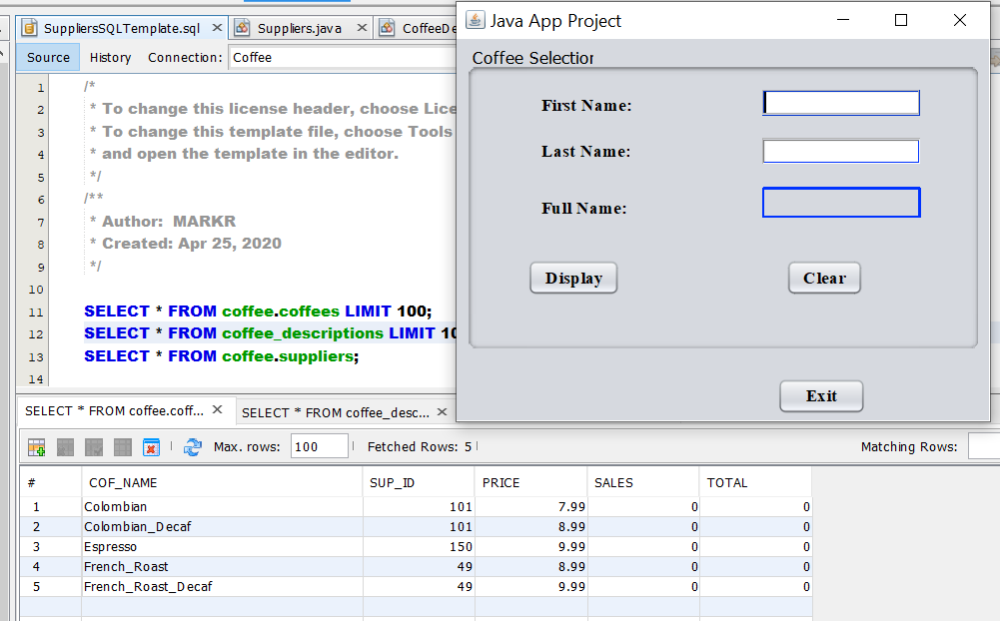 SuppliersSQLTemplate.sql
Suppliers.java
CoffeeDe
Source History Connection: Coffee
1 /*
2 * To change this license header, choose Lice
3 * To change this template file, choose Tools
4 * and open the template in the editor.
5 */
6 /**
7 * Author: MARKR
8 * Created: Apr 25, 2020
9 */
10
11 SELECT * FROM coffee.coffees LIMIT 100;
12 SELECT * FROM coffee_descriptions LIMIT 10
13 SELECT * FROM coffee.suppliers;
14
Java App Project
Coffee Selection
First Name:
Last Name:
Full Name:
Display Clear
Exit
SELECT * FROM coffee.coff... SELECT * FROM coffee_desc...
Max. rows: 100 Fetched Rows: 5 Matching Rows:
# COF_NAME SUP_ID PRICE SALES TOTAL
1 Colombian 101 7.99 0 0
2 Colombian_Decaf 101 8.99 0 0
3 Espresso 150 9.99 0 0
4 French_Roast 49 8.99 0 0
5 French_Roast_Decaf 49 9.99 0 0